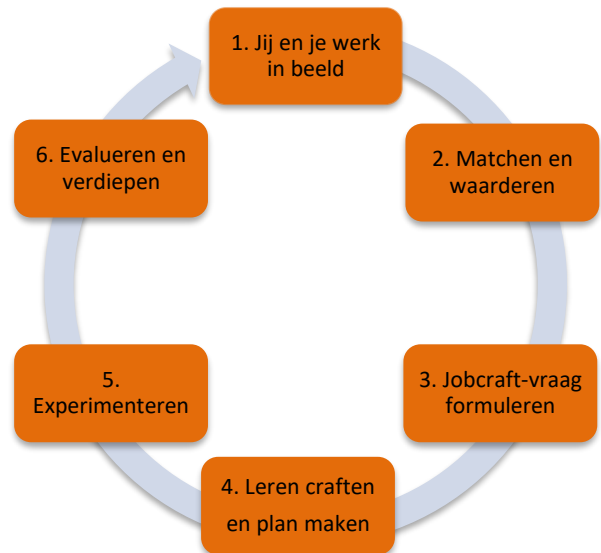 1. Jij en je werk
in beeld
2. Matchen en
waarderen
3. Jobcraft-vraag
formuleren
4. Leren craften
en plan maken
5.
Experimenteren
6. Evalueren en
verdiepen